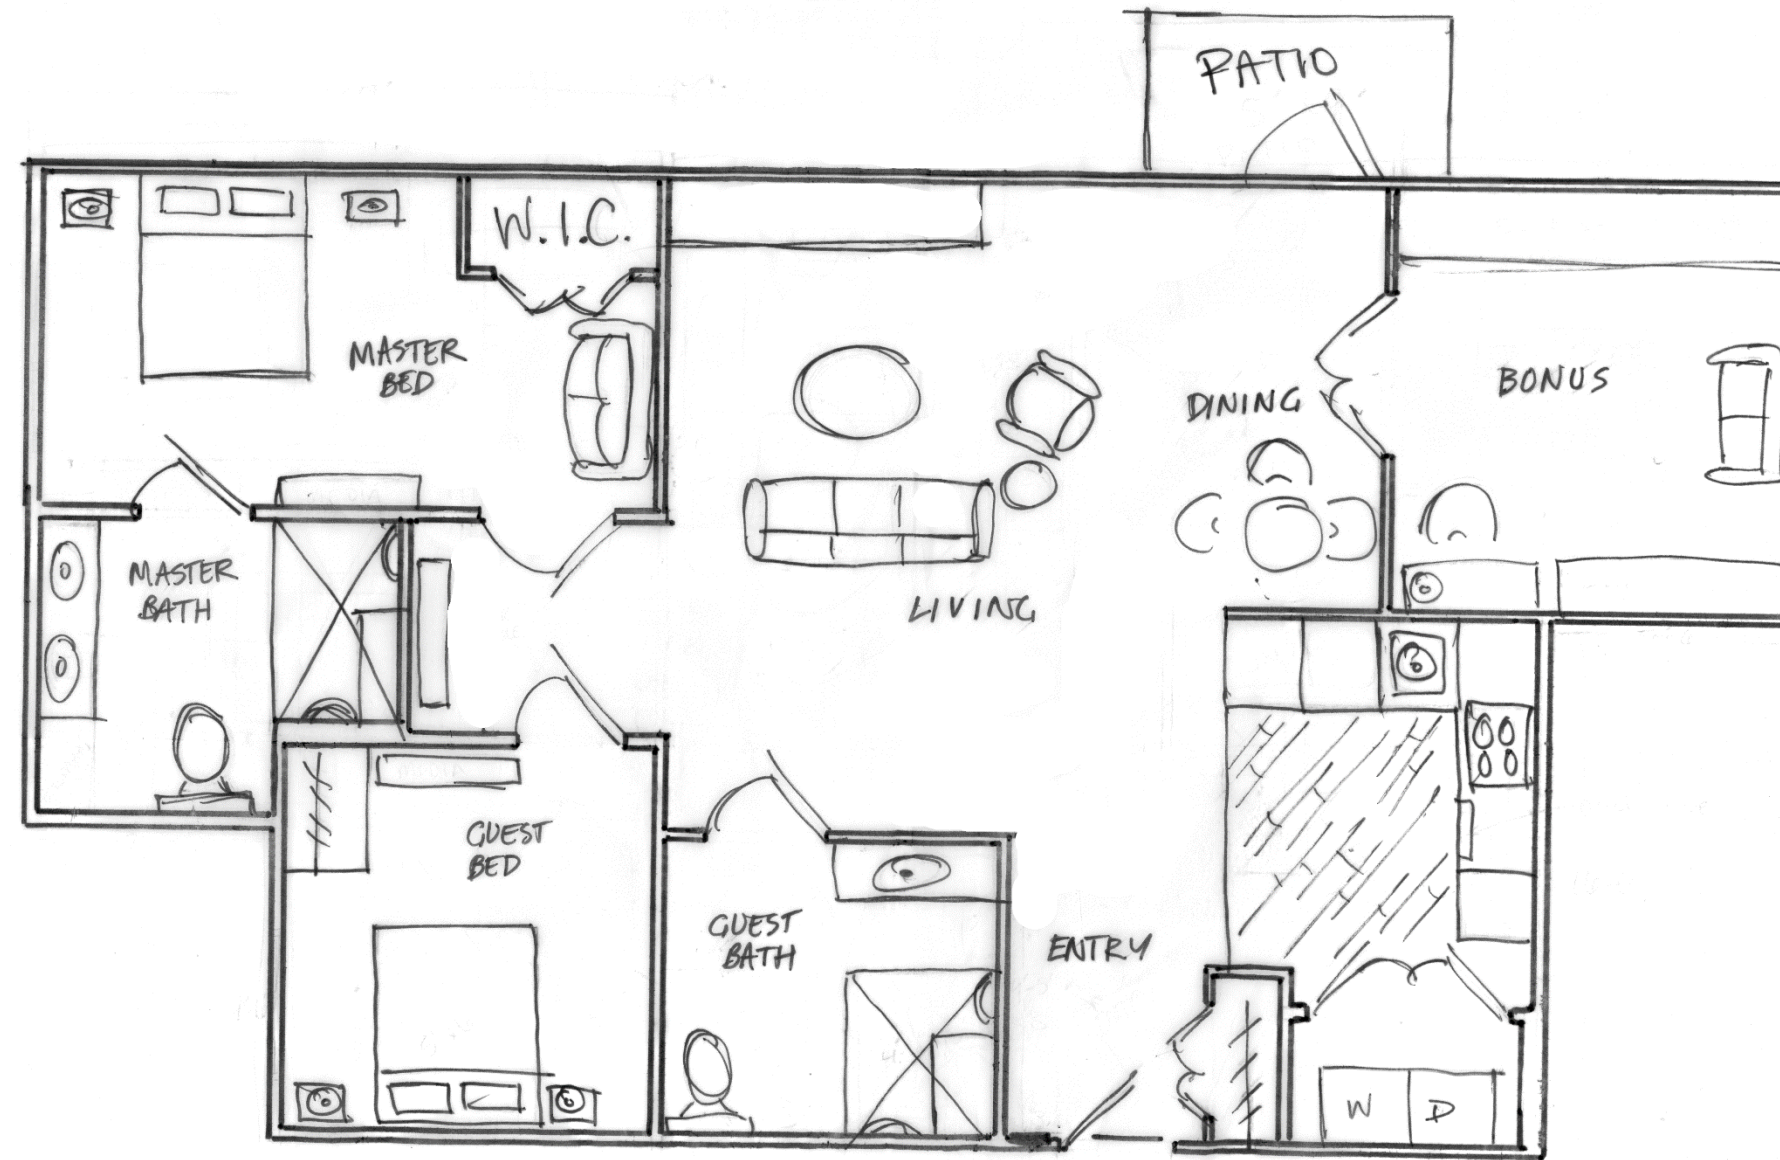 PATIO
W.I.C.
MASTER
BED
DINING
BONUS
MASTER
BATH
LIVING
GUEST
BED
GUEST
BATH
ENTRY
W D